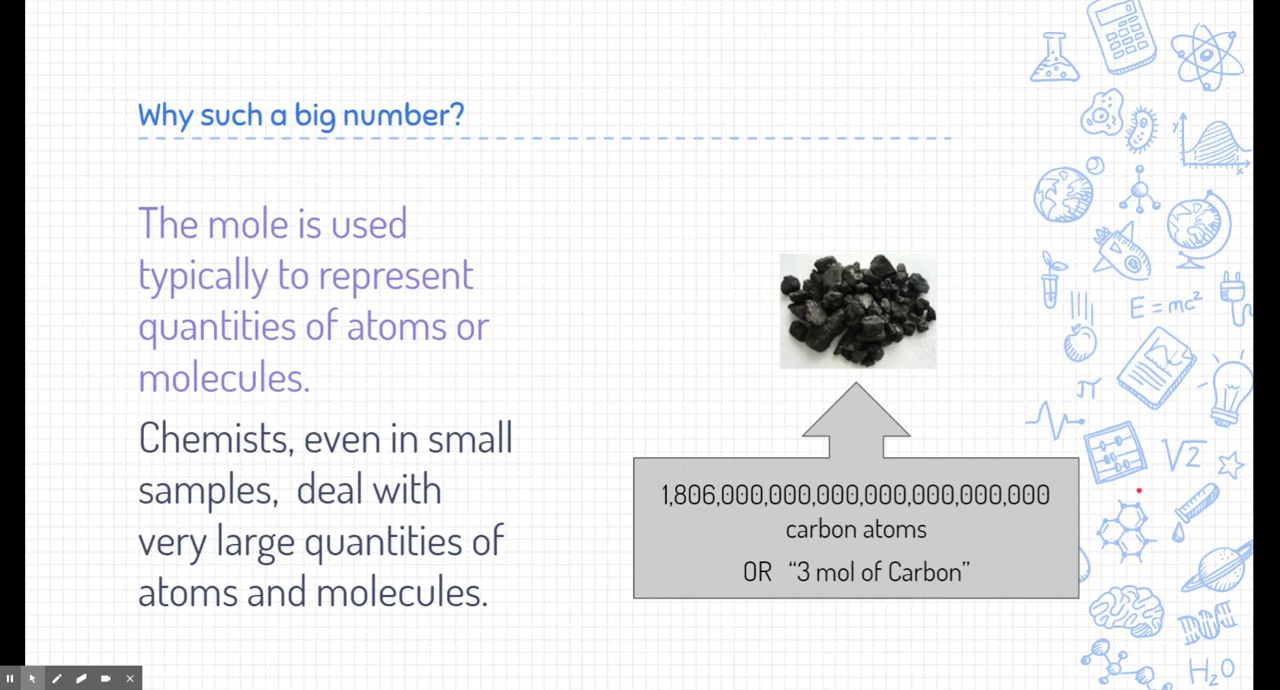 Why such a big number?
The mole is used
typically to represent
quantities of atoms or
molecules.
Chemists, even in small
samples,  deal with
very large quantities of
atoms and molecules.
1,806,000,000,000,000,000,000,000
carbon atoms
OR “3 mol of Carbon”
y
x
E = mc²
π
√2
H₂O